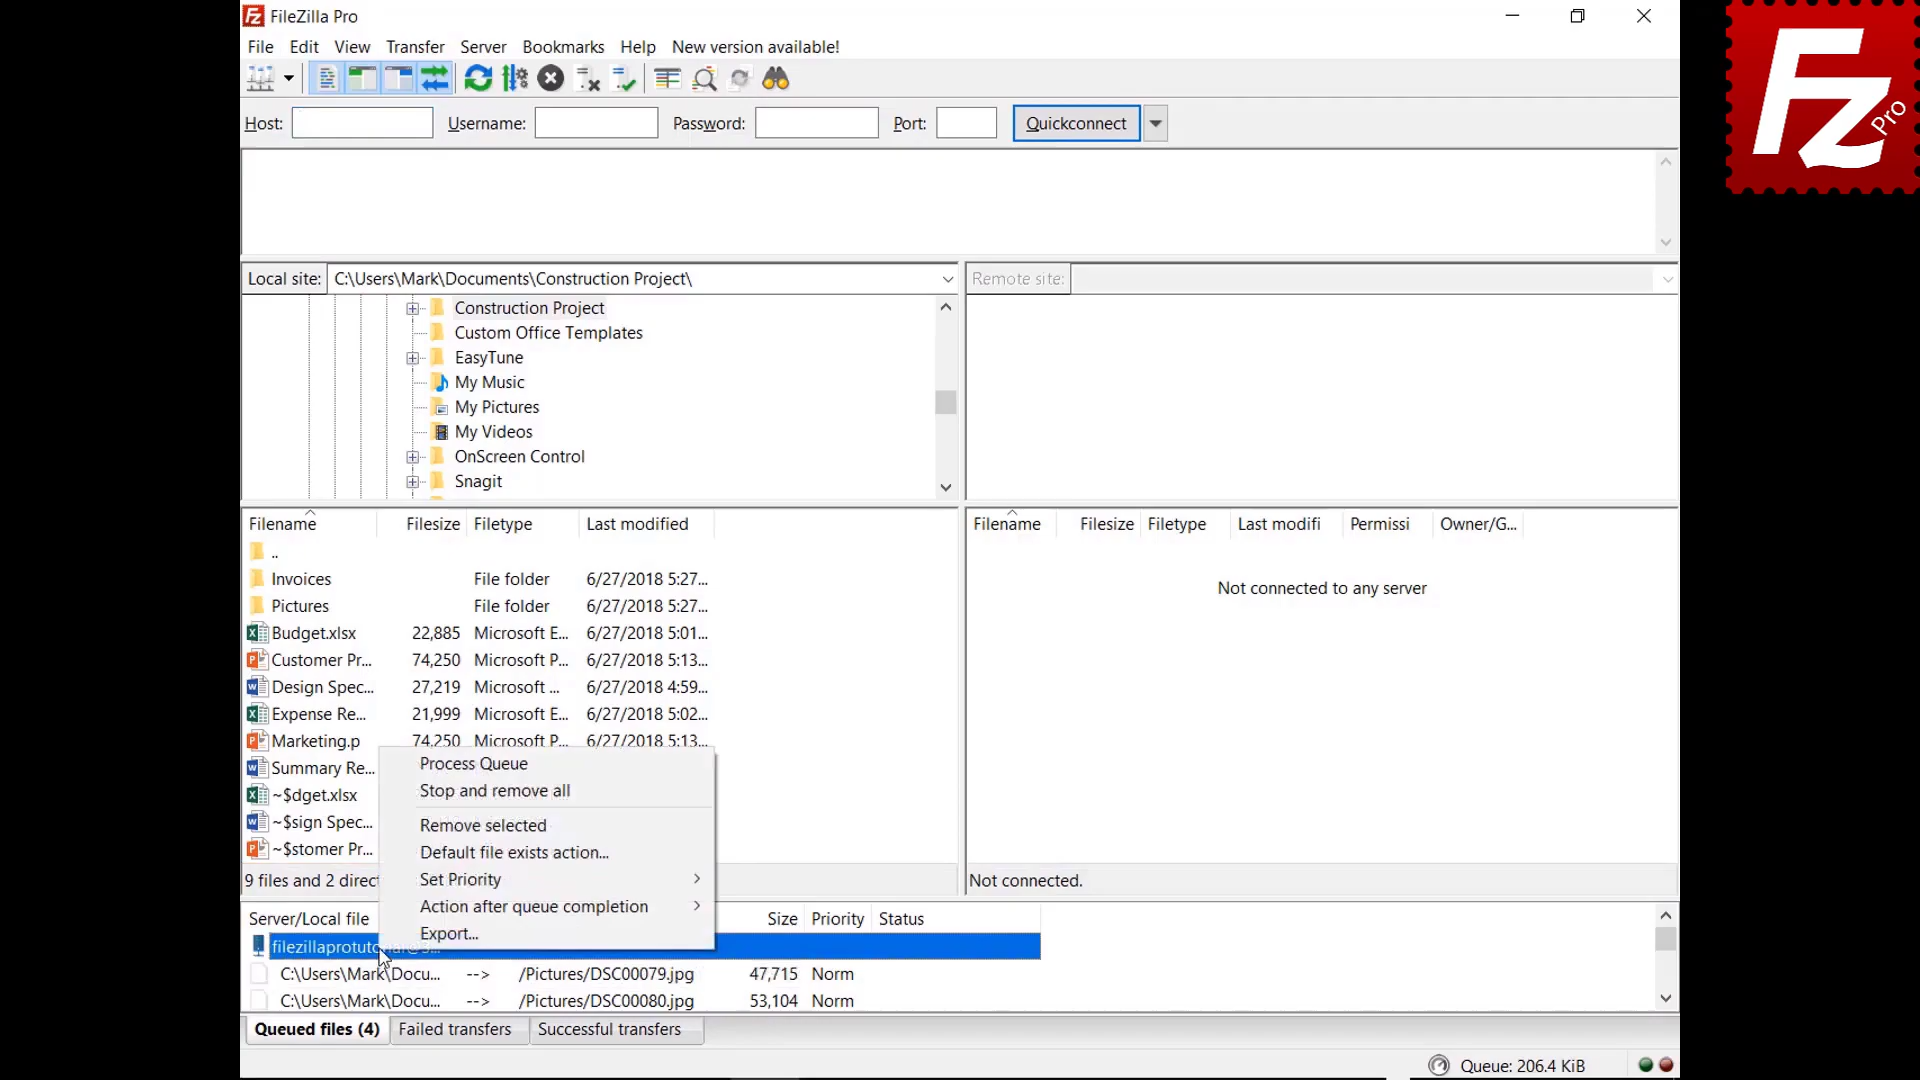 FileZilla Pro
File Edit View Transfer Server Bookmarks Help New version available!
Host: Username: Password: Port: Quickconnect
Local site: C:\Users\Mark\Documents\Construction Project\
Remote site:
Construction Project
Custom Office Templates
EasyTune
My Music
My Pictures
My Videos
OnScreen Control
Snagit
Filename Filesize Filetype Last modified
..
Invoices File folder 6/27/2018 5:27...
Pictures File folder 6/27/2018 5:27...
Budget.xlsx 22,885 Microsoft E... 6/27/2018 5:01...
Customer Pr... 74,250 Microsoft P... 6/27/2018 5:13...
Design Spec... 27,219 Microsoft ... 6/27/2018 4:59...
Expense Re... 21,999 Microsoft E... 6/27/2018 5:02...
Marketing.p 74,250 Microsoft P... 6/27/2018 5:13...
Summary Re...
~$dget.xlsx
~$sign Spec...
~$stomer Pr...
9 files and 2 direct
Filename Filesize Filetype Last modifi Permissi Owner/G...
Not connected to any server
Not connected.
Process Queue
Stop and remove all
Remove selected
Default file exists action...
Set Priority
Action after queue completion
Export...
Server/Local file Size Priority Status
C:\Users\Mark\Docu... --> /Pictures/DSC00079.jpg 47,715 Norm
C:\Users\Mark\Docu... --> /Pictures/DSC00080.jpg 53,104 Norm
Queued files (4) Failed transfers Successful transfers
Queue: 206.4 KiB
FZ Pro